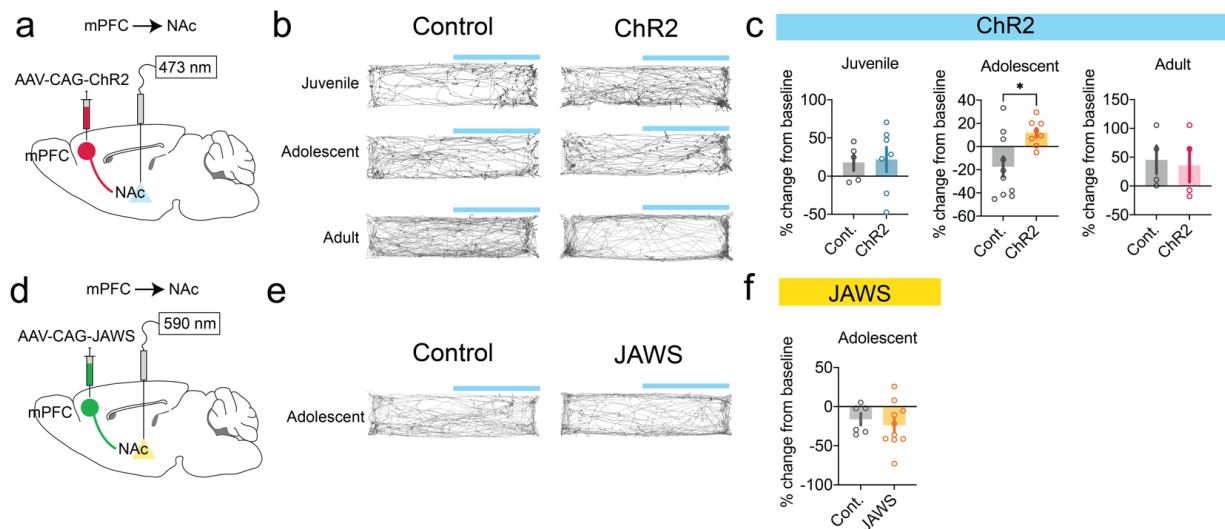 a
mPFC → NAc
473 nm
AAV-CAG-ChR2
mPFC
NAc
b
Control
ChR2
Juvenile
Adolescent
Adult
c
ChR2
Juvenile
% change from baseline
100
50
0
-50
Cont.
ChR2
Adolescent
*
% change from baseline
40
20
0
-20
-40
-60
Cont.
ChR2
Adult
% change from baseline
150
100
50
0
-50
Cont.
ChR2
d
mPFC → NAc
590 nm
AAV-CAG-JAWS
mPFC
NAc
e
Control
JAWS
Adolescent
f
JAWS
Adolescent
% change from baseline
50
0
-50
-100
Cont.
JAWS